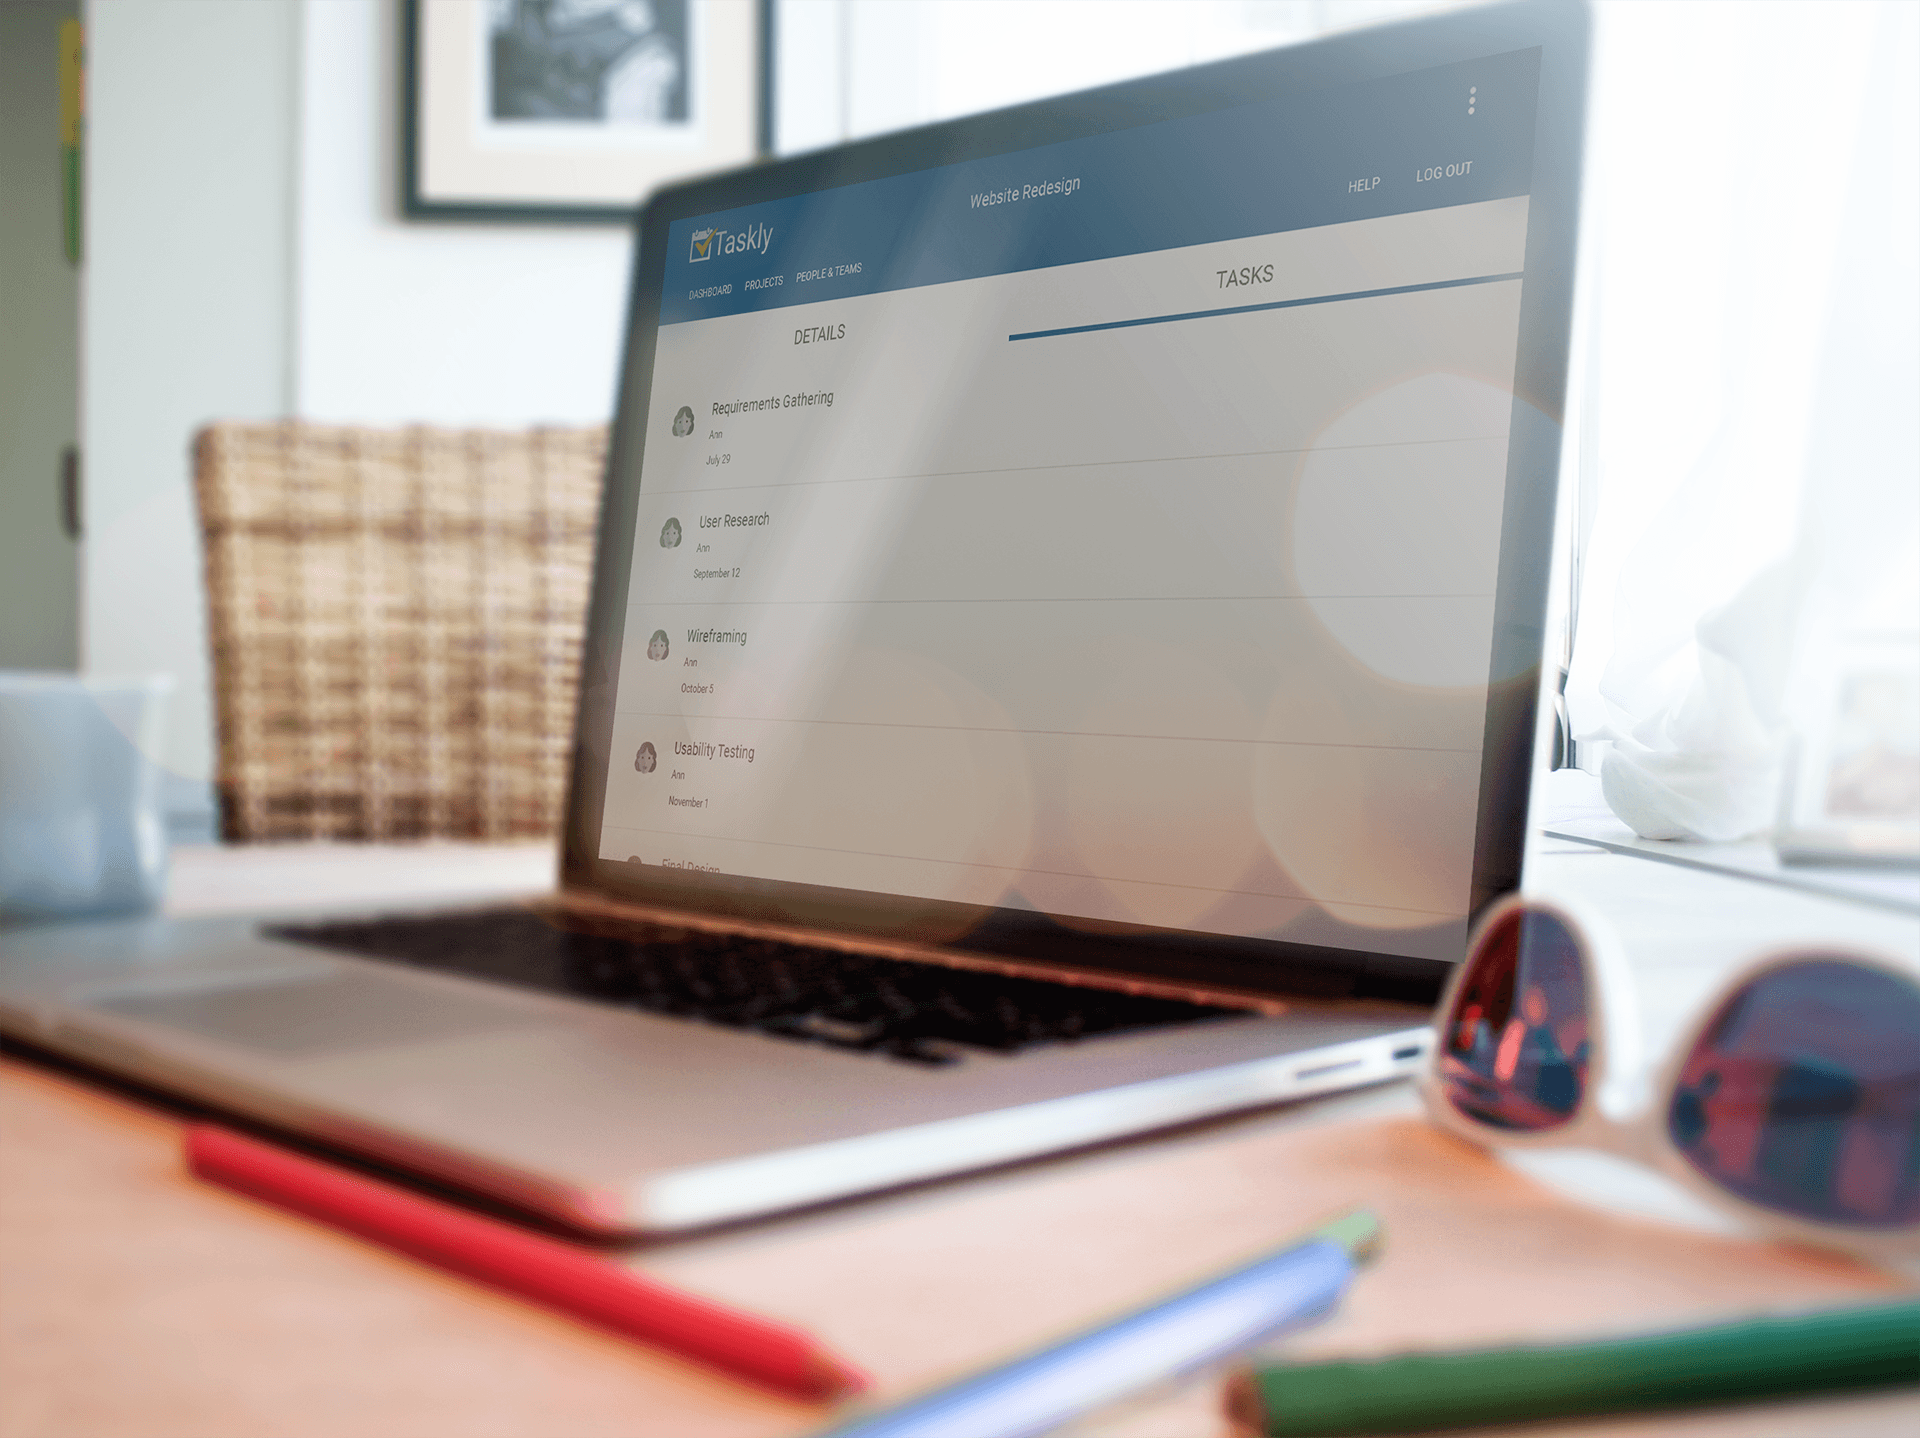 Website Redesign
HELP
LOG OUT
Taskly
DASHBOARD
PROJECTS
PEOPLE & TEAMS
DETAILS
TASKS
Requirements Gathering
Ann
July 29
User Research
Ann
September 12
Wireframing
Ann
October 5
Usability Testing
Ann
November 1
Final Design